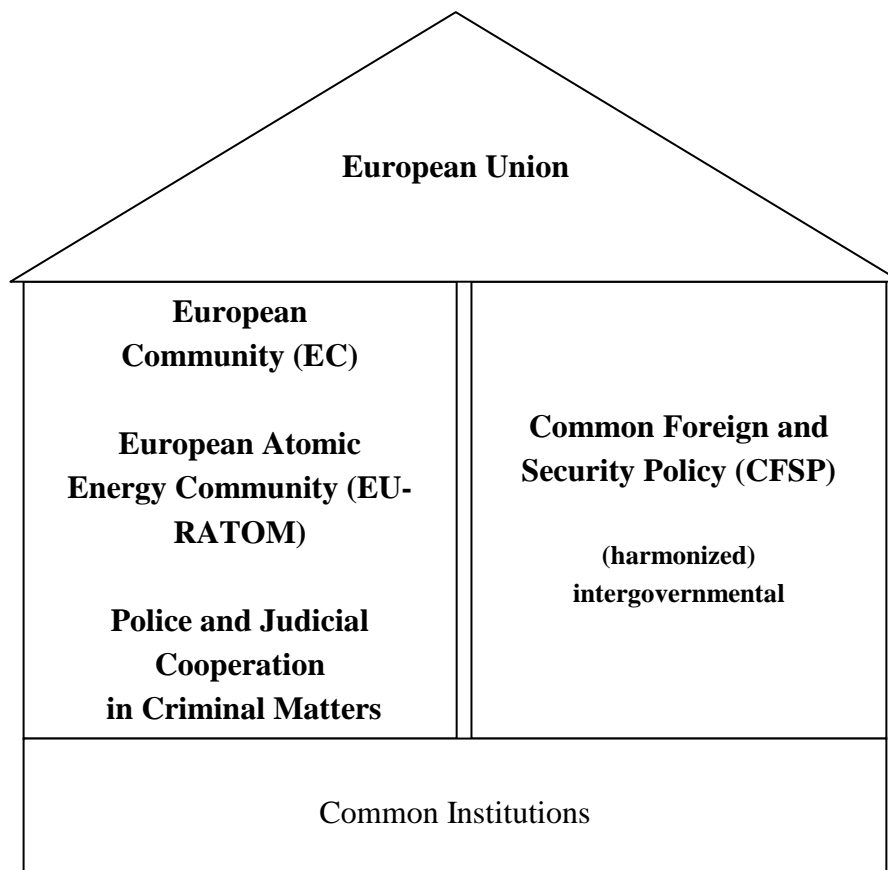 European Union
European
Community (EC)
European Atomic
Energy Community (EU-
RATOM)
Police and Judicial
Cooperation
in Criminal Matters
Common Foreign and
Security Policy (CFSP)
(harmonized)
intergovernmental
Common Institutions